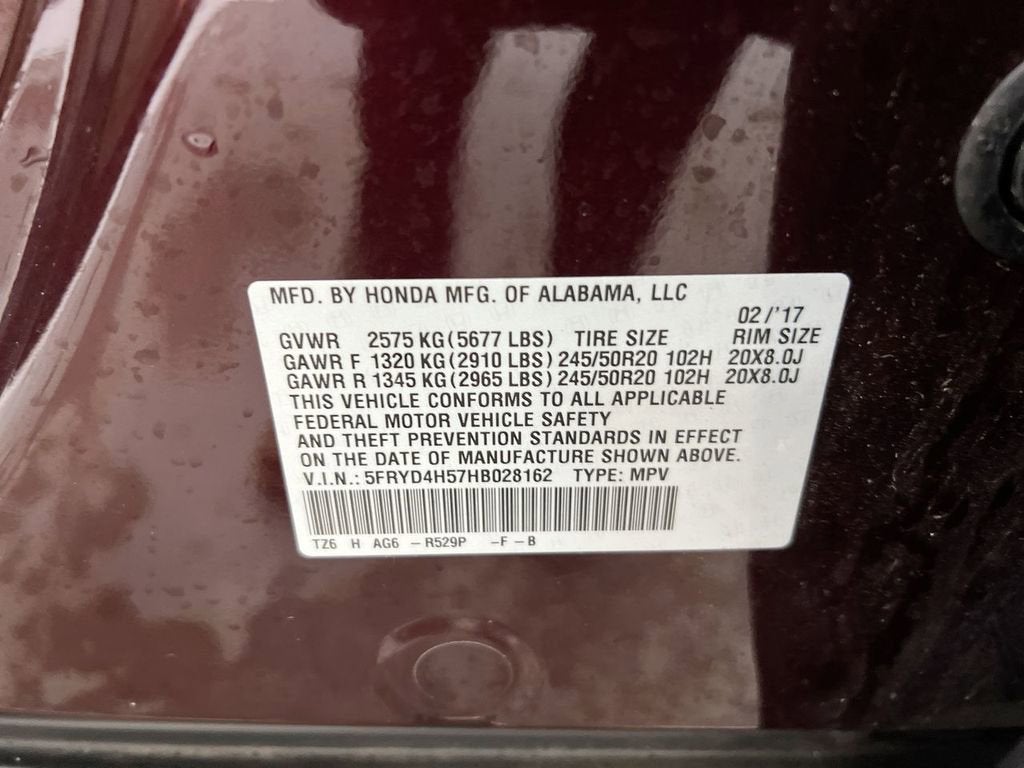 MFD. BY HONDA MFG. OF ALABAMA, LLC
02/'17
GVWR 2575 KG(5677 LBS) TIRE SIZE RIM SIZE
GAWR F 1320 KG(2910 LBS) 245/50R20 102H 20X8.0J
GAWR R 1345 KG(2965 LBS) 245/50R20 102H 20X8.0J
THIS VEHICLE CONFORMS TO ALL APPLICABLE
FEDERAL MOTOR VEHICLE SAFETY
AND THEFT PREVENTION STANDARDS IN EFFECT
ON THE DATE OF MANUFACTURE SHOWN ABOVE.
V.I.N.: 5FRYD4H57HB028162 TYPE: MPV
TZ6 H AG6 -R529P -F-B